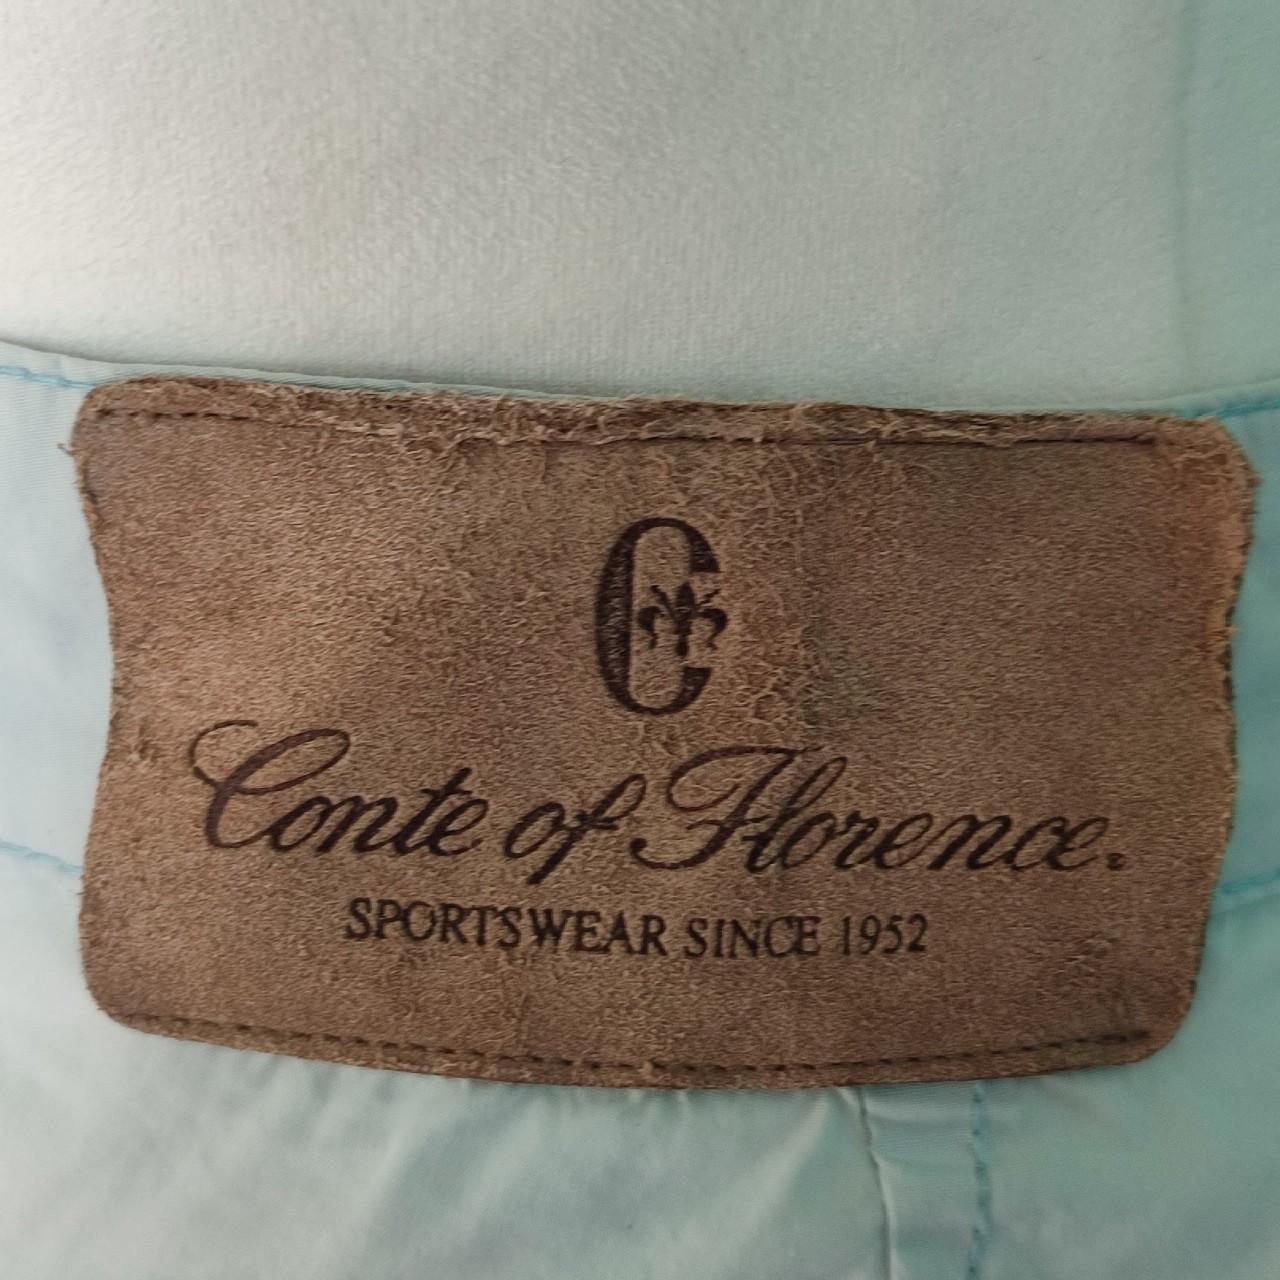 C
Conte of Florence.
SPORTSWEAR SINCE 1952